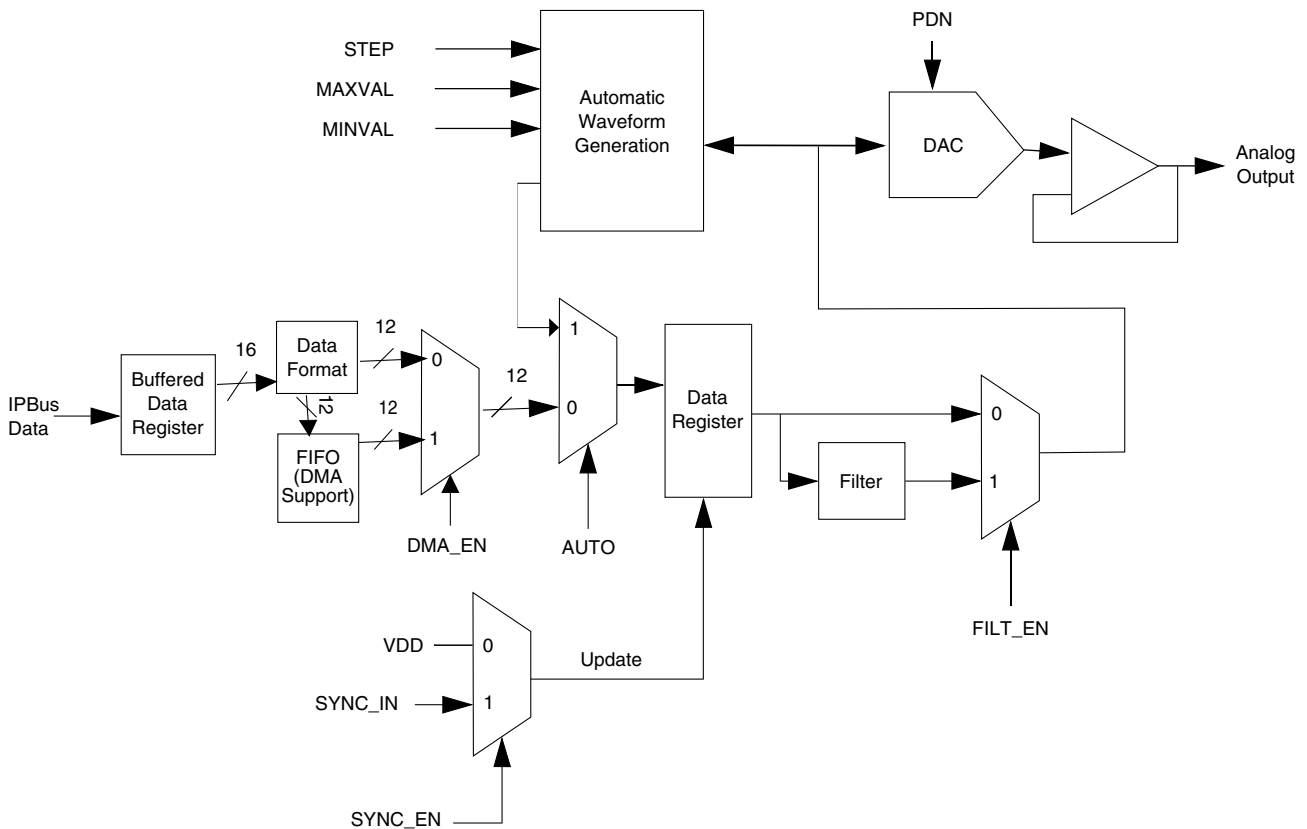 PDN
STEP
MAXVAL
MINVAL
Automatic
Waveform
Generation
DAC
Analog
Output
IPBus
Data
Buffered
Data
Register
16
Data
Format
12
12
FIFO
(DMA
Support)
12
0
1
DMA_EN
12
1
0
AUTO
Data
Register
Filter
0
1
FILT_EN
VDD
SYNC_IN
0
1
Update
SYNC_EN